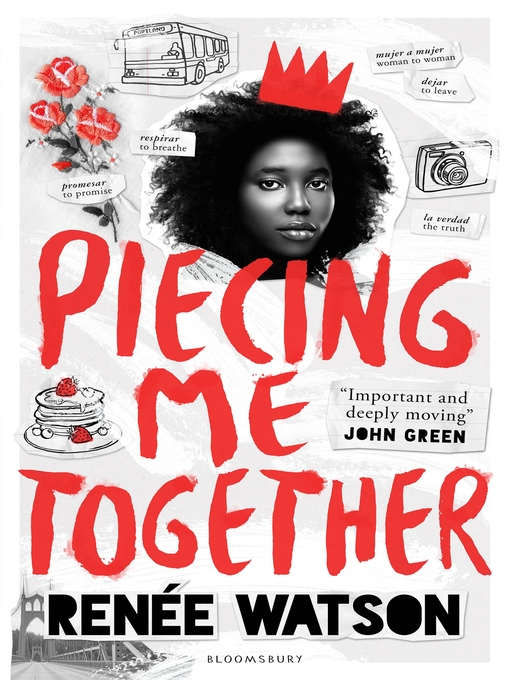 PORTLAND
mujer a mujer
woman to woman
dejar
to leave
respirar
to breathe
promesar
to promise
la verdad
the truth
PIECING
ME
"Important and
deeply moving"
JOHN GREEN
TOGETHER
RENÉE WATSON
BLOOMSBURY